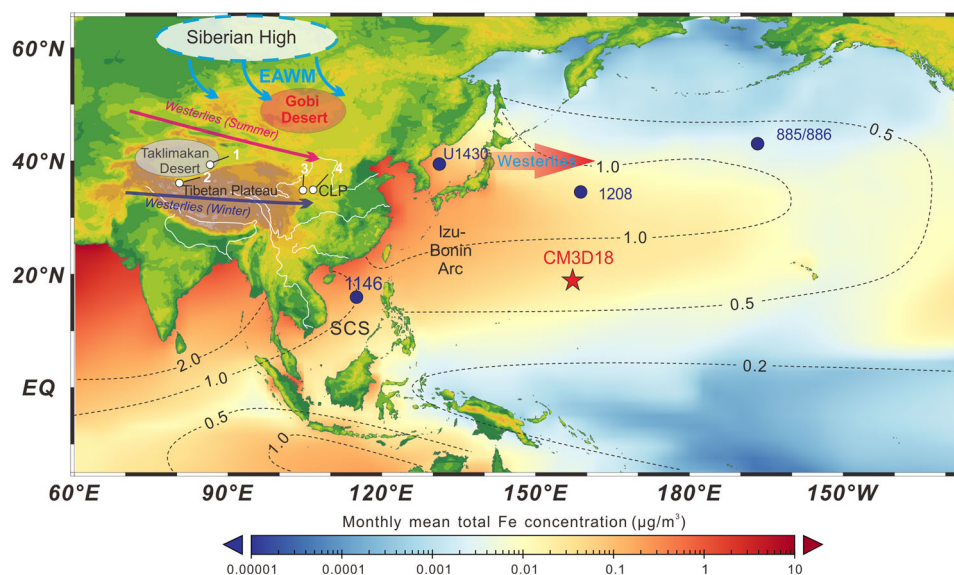 60°N
40°N
20°N
EQ
Siberian High
EAWM
Gobi
Desert
Westerlies (Summer)
Taklimakan
Desert
1
2
3
4
Tibetan Plateau
CLP
Westerlies (Winter)
U1430
Westerlies
885/886
0.5
1.0
1208
1.0
Izu-
Bonin
Arc
CM3D18
1146
SCS
0.5
2.0
1.0
0.2
0.5
1.0
60°E
90°E
120°E
150°E
180°E
150°W
Monthly mean total Fe concentration (μg/m³)
0.00001
0.0001
0.001
0.01
0.1
1
10